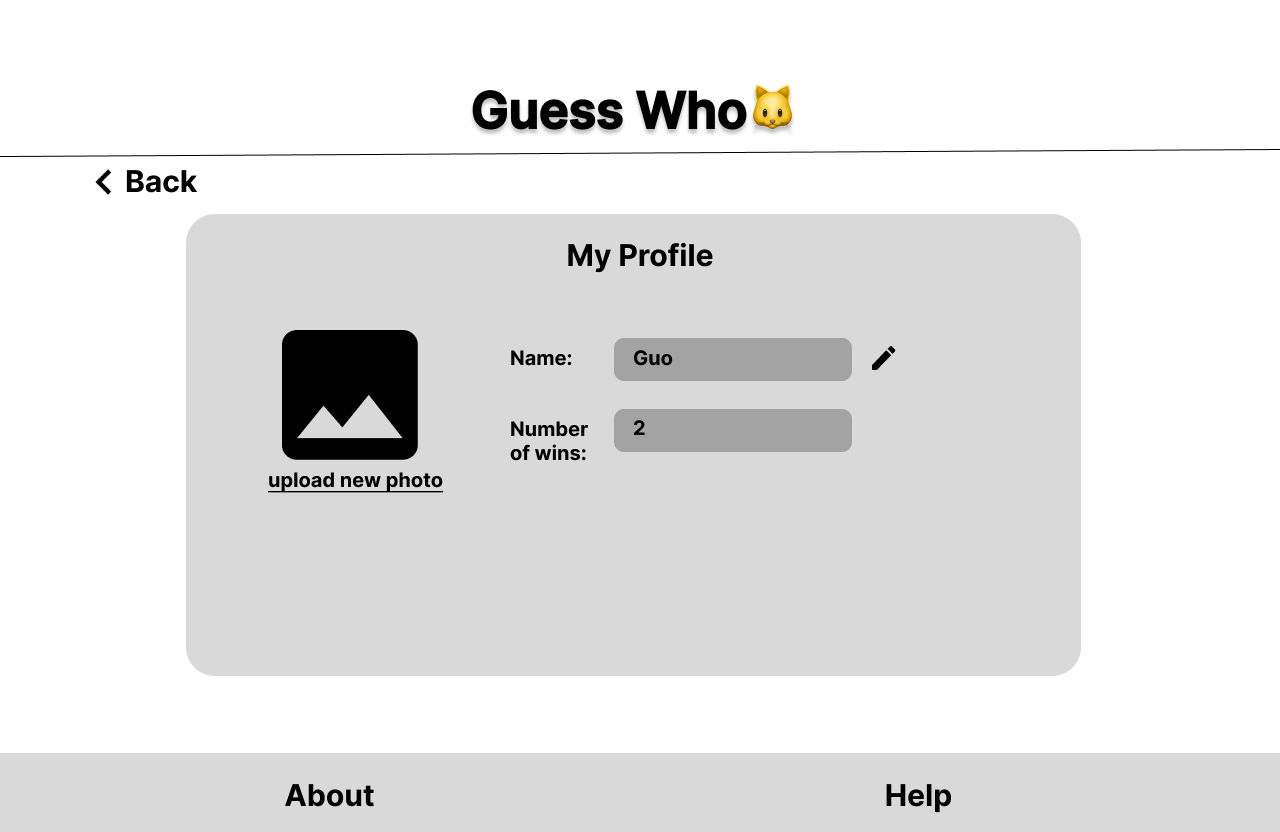 Guess Who🐱
Back
My Profile
Name:
Guo
Number
of wins:
2
upload new photo
About
Help